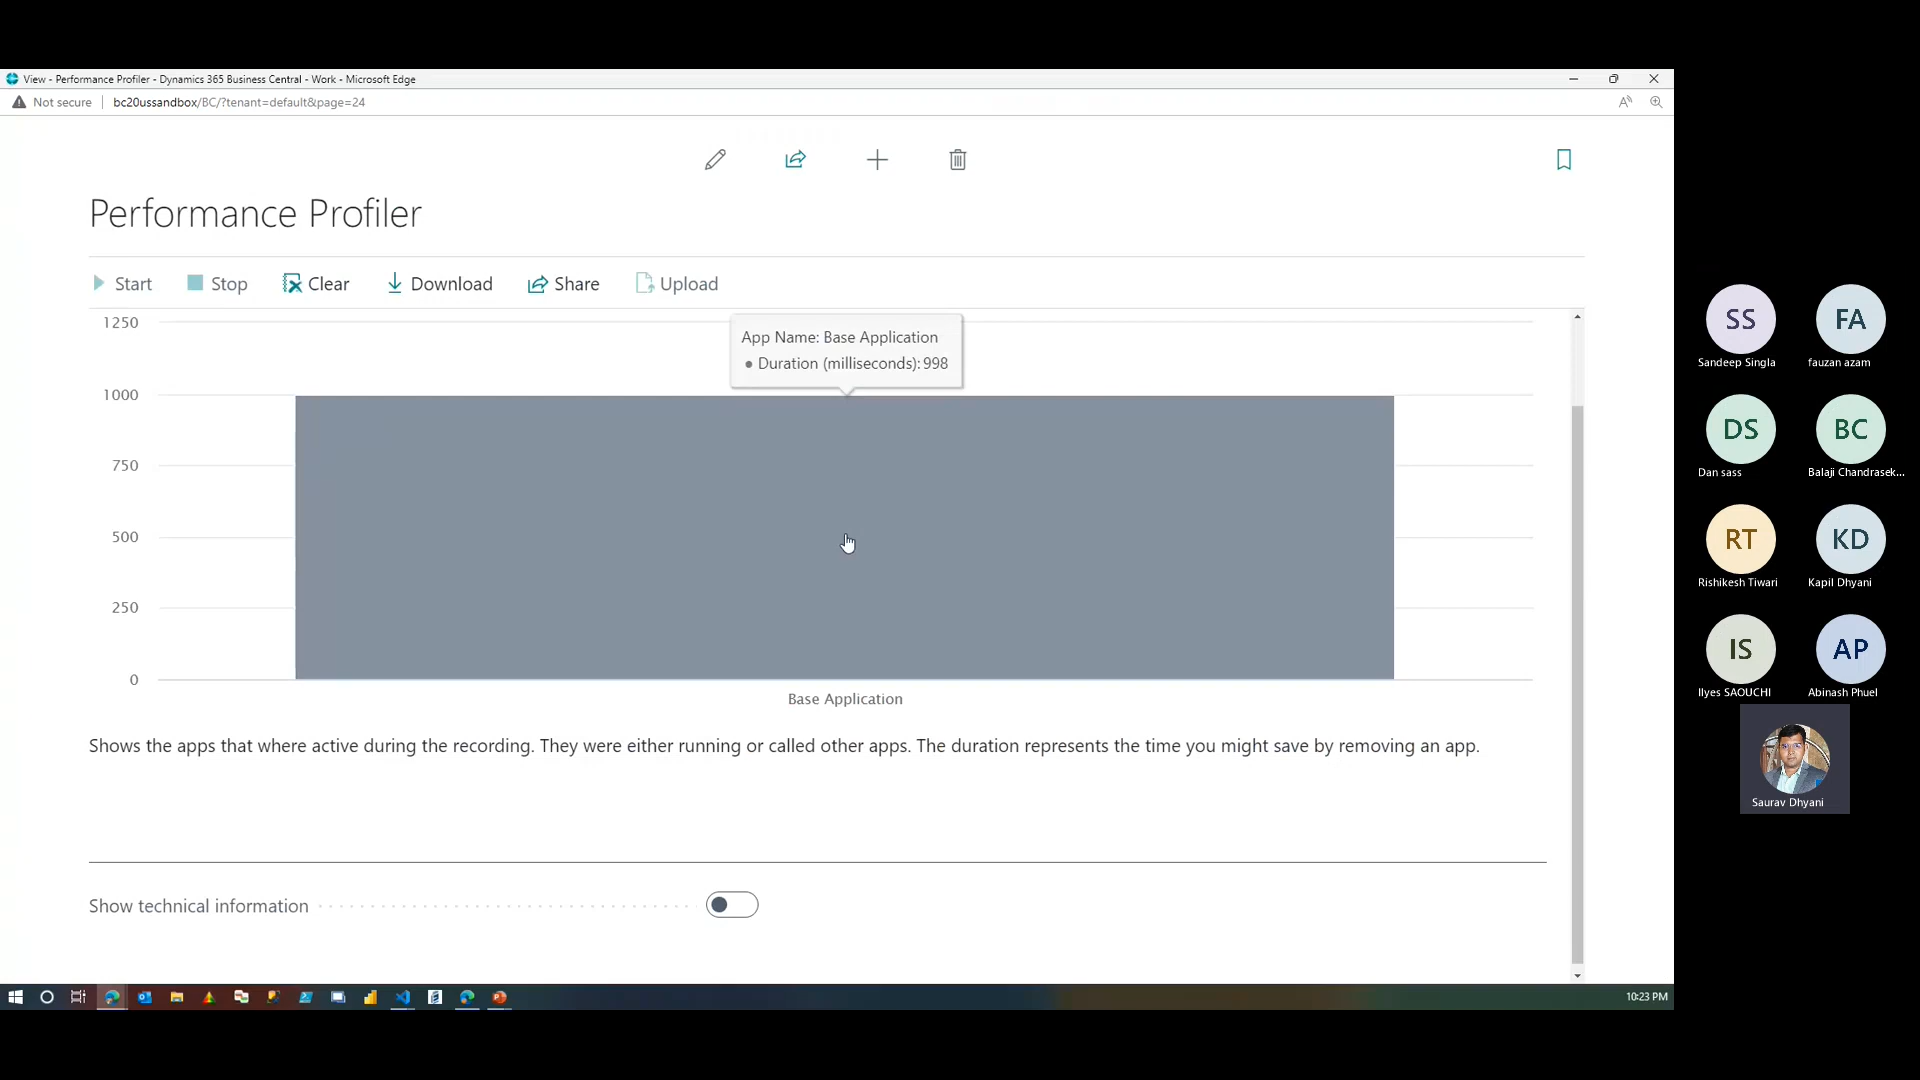 View - Performance Profiler - Dynamics 365 Business Central - Work - Microsoft Edge
Not secure | bc20ussandbox/BC/?tenant=default&page=24
Performance Profiler
Start Stop Clear Download Share Upload
1250
App Name: Base Application
Duration (milliseconds): 998
1000
750
500
250
0
Base Application
Shows the apps that where active during the recording. They were either running or called other apps. The duration represents the time you might save by removing an app.
Show technical information
10:23 PM
SS FA
Sandeep Singla fauzan azam
DS BC
Dan sass Balaji Chandrasek...
RT KD
Rishikesh Tiwari Kapil Dhyani
IS AP
Ilyes SAOUCHI Abinash Phuel
Saurav Dhyani